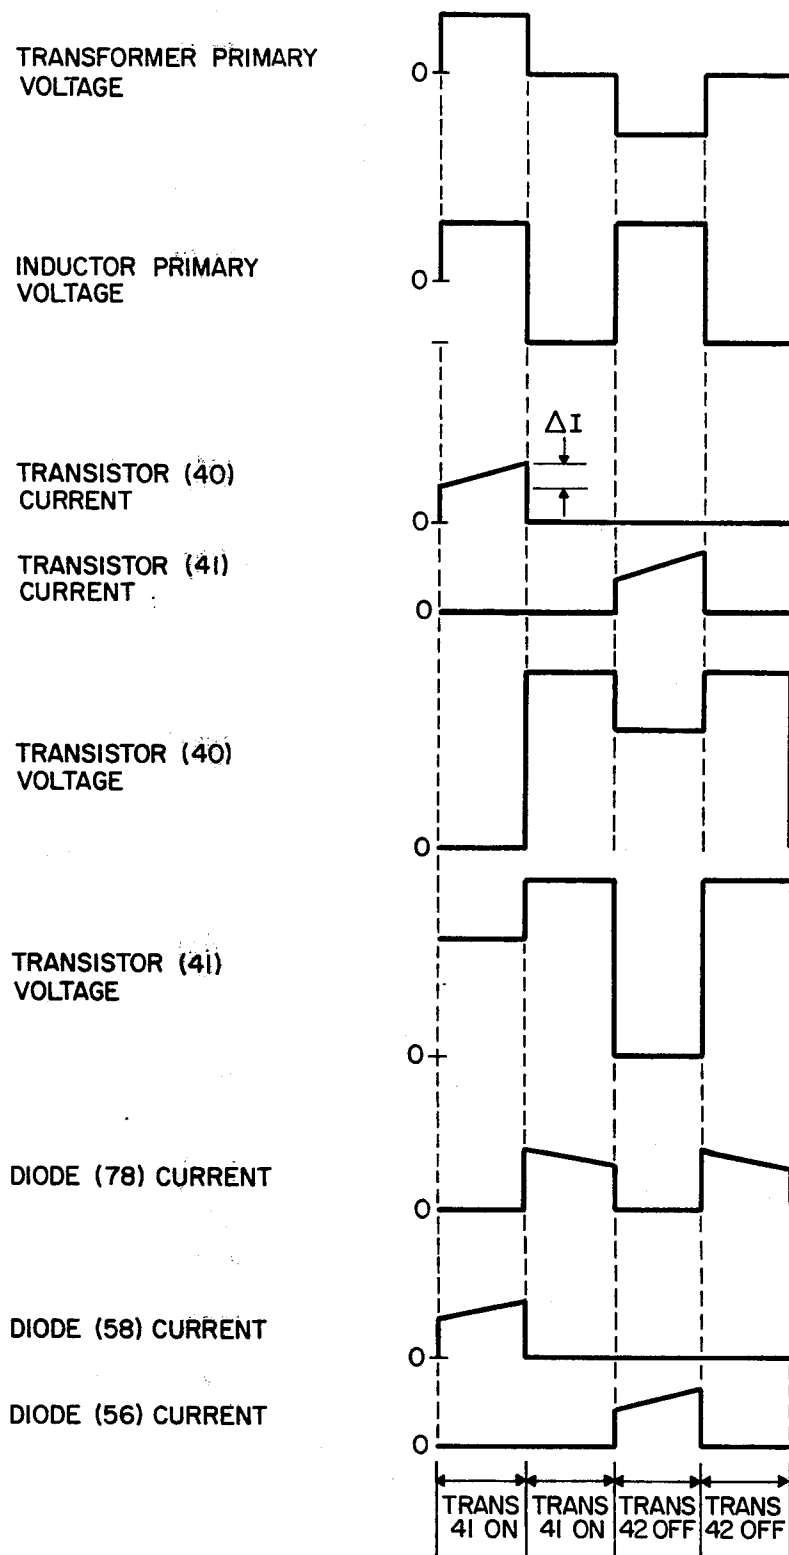 TRANSFORMER PRIMARY
VOLTAGE
0
INDUCTOR PRIMARY
VOLTAGE
0
ΔI
TRANSISTOR (40)
CURRENT
0
TRANSISTOR (41)
CURRENT
0
TRANSISTOR (40)
VOLTAGE
0
TRANSISTOR (41)
VOLTAGE
0
DIODE (78) CURRENT
0
DIODE (58) CURRENT
0
DIODE (56) CURRENT
0
TRANS TRANS TRANS TRANS
41 ON 41 ON 42 OFF 42 OFF